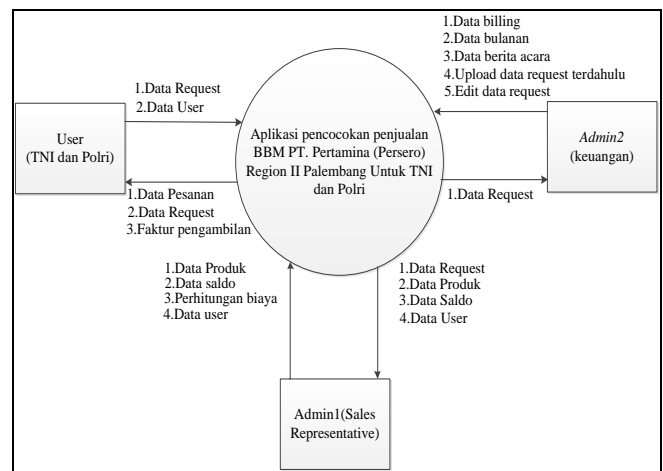 1.Data billing
2.Data bulanan
3.Data berita acara
4.Upload data request terdahulu
5.Edit data request
1.Data Request
2.Data User
User
(TNI dan Polri)
Aplikasi pencocokan penjualan
BBM PT. Pertamina (Persero)
Region II Palembang Untuk TNI
dan Polri
Admin2
(keuangan)
1.Data Pesanan
2.Data Request
3.Faktur pengambilan
1.Data Request
1.Data Produk
2.Data saldo
3.Perhitungan biaya
4.Data user
1.Data Request
2.Data Produk
3.Data Saldo
4.Data User
Admin1(Sales
Representative)